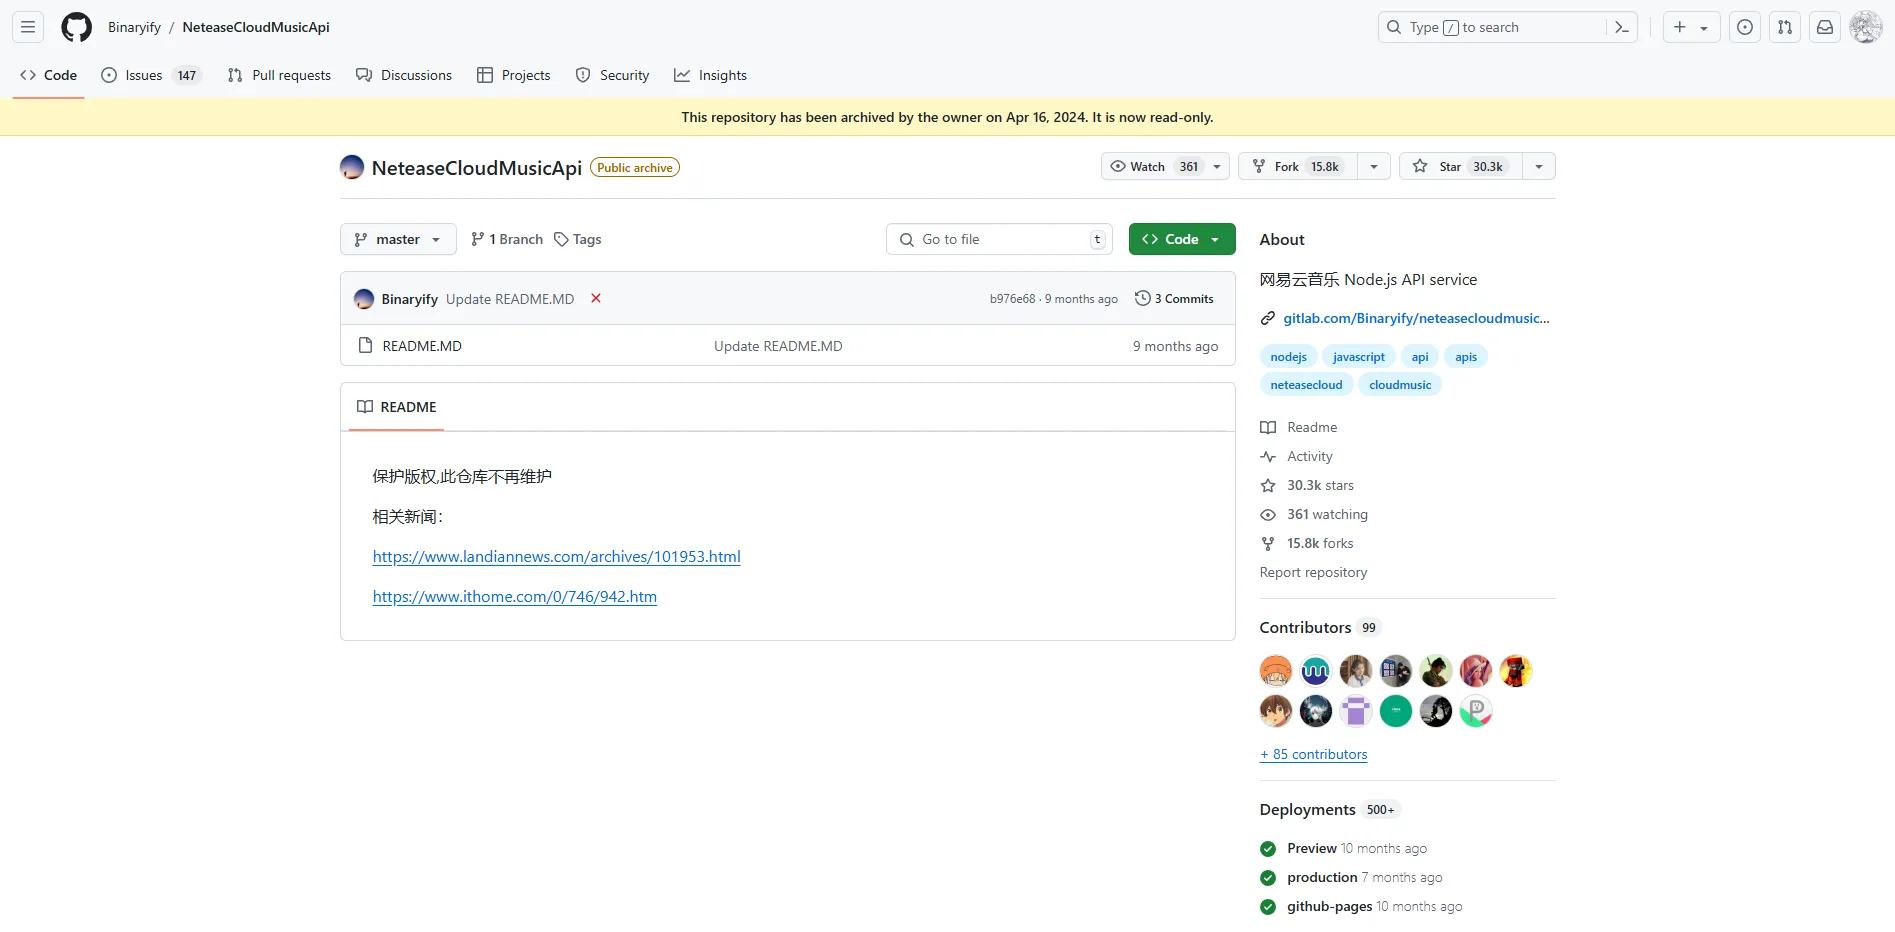 Binaryify / NeteaseCloudMusicApi
Type / to search
Code
Issues 147
Pull requests
Discussions
Projects
Security
Insights
This repository has been archived by the owner on Apr 16, 2024. It is now read-only.
NeteaseCloudMusicApi Public archive
Watch 361
Fork 15.8k
Star 30.3k
master
1 Branch
Tags
Go to file t
Code
Binaryify Update README.MD
b976e68 · 9 months ago
3 Commits
README.MD Update README.MD 9 months ago
README
保护版权,此仓库不再维护
相关新闻:
https://www.landiannews.com/archives/101953.html
https://www.ithome.com/0/746/942.htm
About
网易云音乐 Node.js API service
gitlab.com/Binaryify/neteasecloudmusic...
nodejs javascript api apis
neteasecloud cloudmusic
Readme
Activity
30.3k stars
361 watching
15.8k forks
Report repository
Contributors 99
+ 85 contributors
Deployments 500+
Preview 10 months ago
production 7 months ago
github-pages 10 months ago